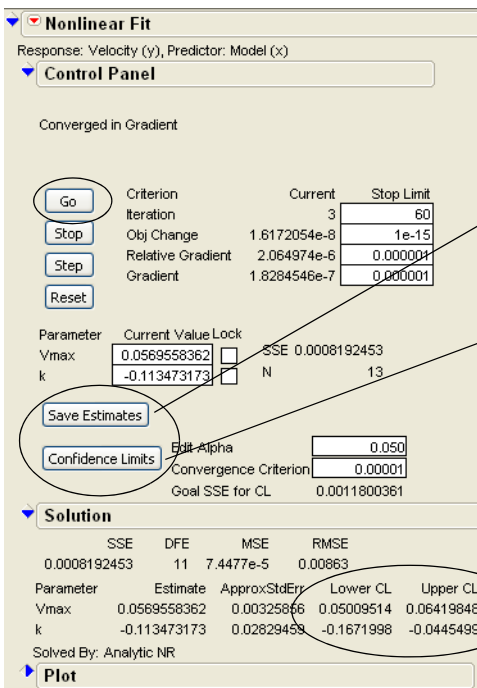 Nonlinear Fit
Response: Velocity (y), Predictor: Model (x)
Control Panel
Converged in Gradient
Go
Stop
Step
Reset
Criterion Current Stop Limit
Iteration 3 60
Obj Change 1.6172054e-8 1e-15
Relative Gradient 2.064974e-6 0.000001
Gradient 1.8284546e-7 0.000001
Parameter Current Value Lock
Vmax 0.0569558362 SSE 0.0008192453
k -0.113473173 N 13
Save Estimates
Confidence Limits
Edit Alpha 0.050
Convergence Criterion 0.00001
Goal SSE for CL 0.0011800361
Solution
SSE DFE MSE RMSE
0.0008192453 11 7.4477e-5 0.00863
Parameter Estimate ApproxStdErr Lower CL Upper CL
Vmax 0.0569558362 0.00325856 0.05009514 0.06419848
k -0.113473173 0.02829459 -0.1671998 -0.0445499
Solved By: Analytic NR
Plot